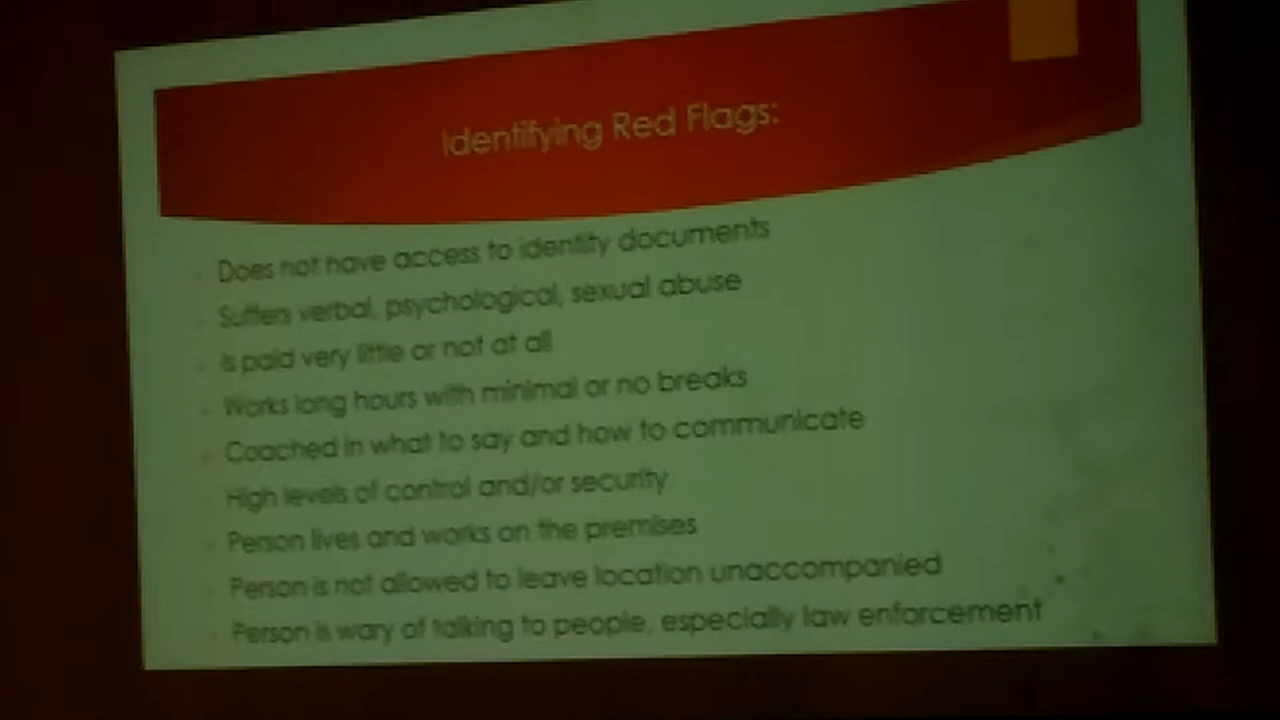 Identifying Red Flags:
Does not have access to identity documents
Suffers verbal, psychological, sexual abuse
Is paid very little or not at all
Works long hours with minimal or no breaks
Coached in what to say and how to communicate
High levels of control and/or security
Person lives and works on the premises
Person is not allowed to leave location unaccompanied
Person is wary of talking to people, especially law enforcement